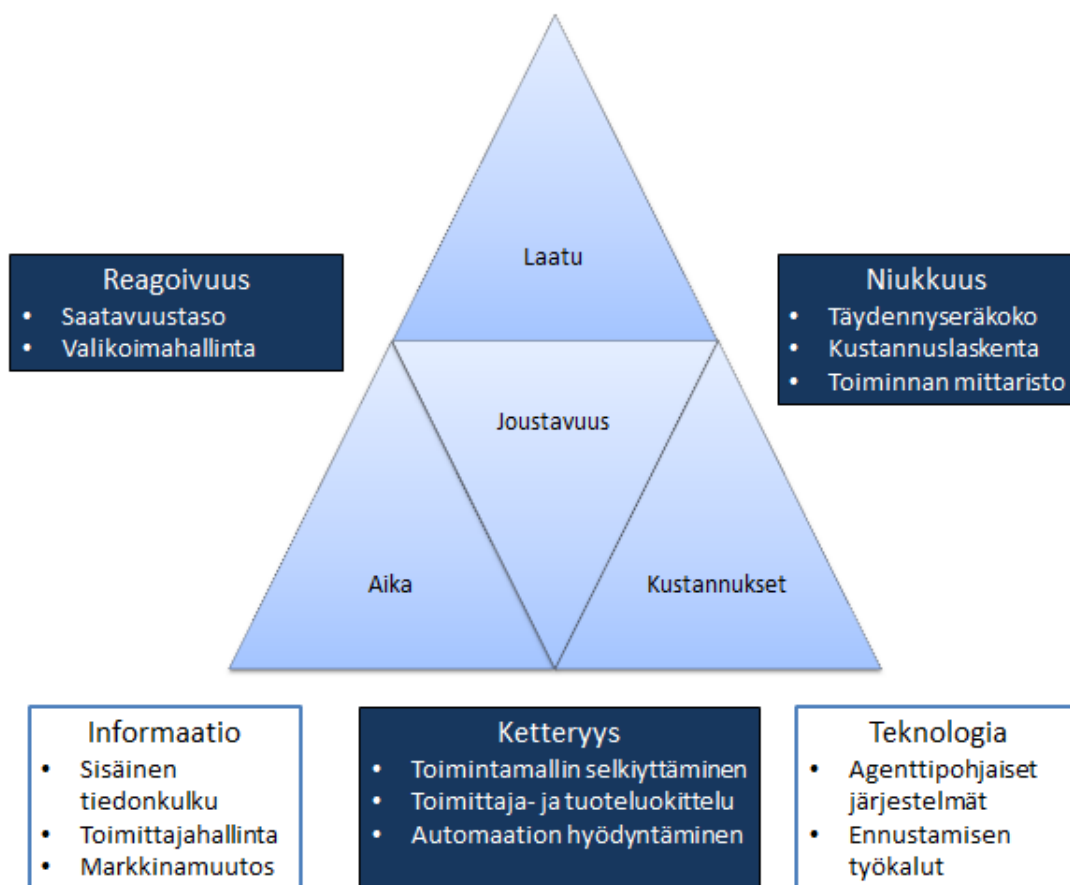 Laatu
Reagoivuus
• Saatavuustaso
• Valikoimahallinta
Niukkuus
• Täydennyseräkoko
• Kustannuslaskenta
• Toiminnan mittaristo
Joustavuus
Aika
Kustannukset
Informaatio
• Sisäinen
tiedonkulku
• Toimittajahallinta
• Markkinamuutos
Ketteryys
• Toimintamallin selkiyttäminen
• Toimittaja- ja tuoteluokittelu
• Automaation hyödyntäminen
Teknologia
• Agenttipohjaiset
järjestelmät
• Ennustamisen
työkalut